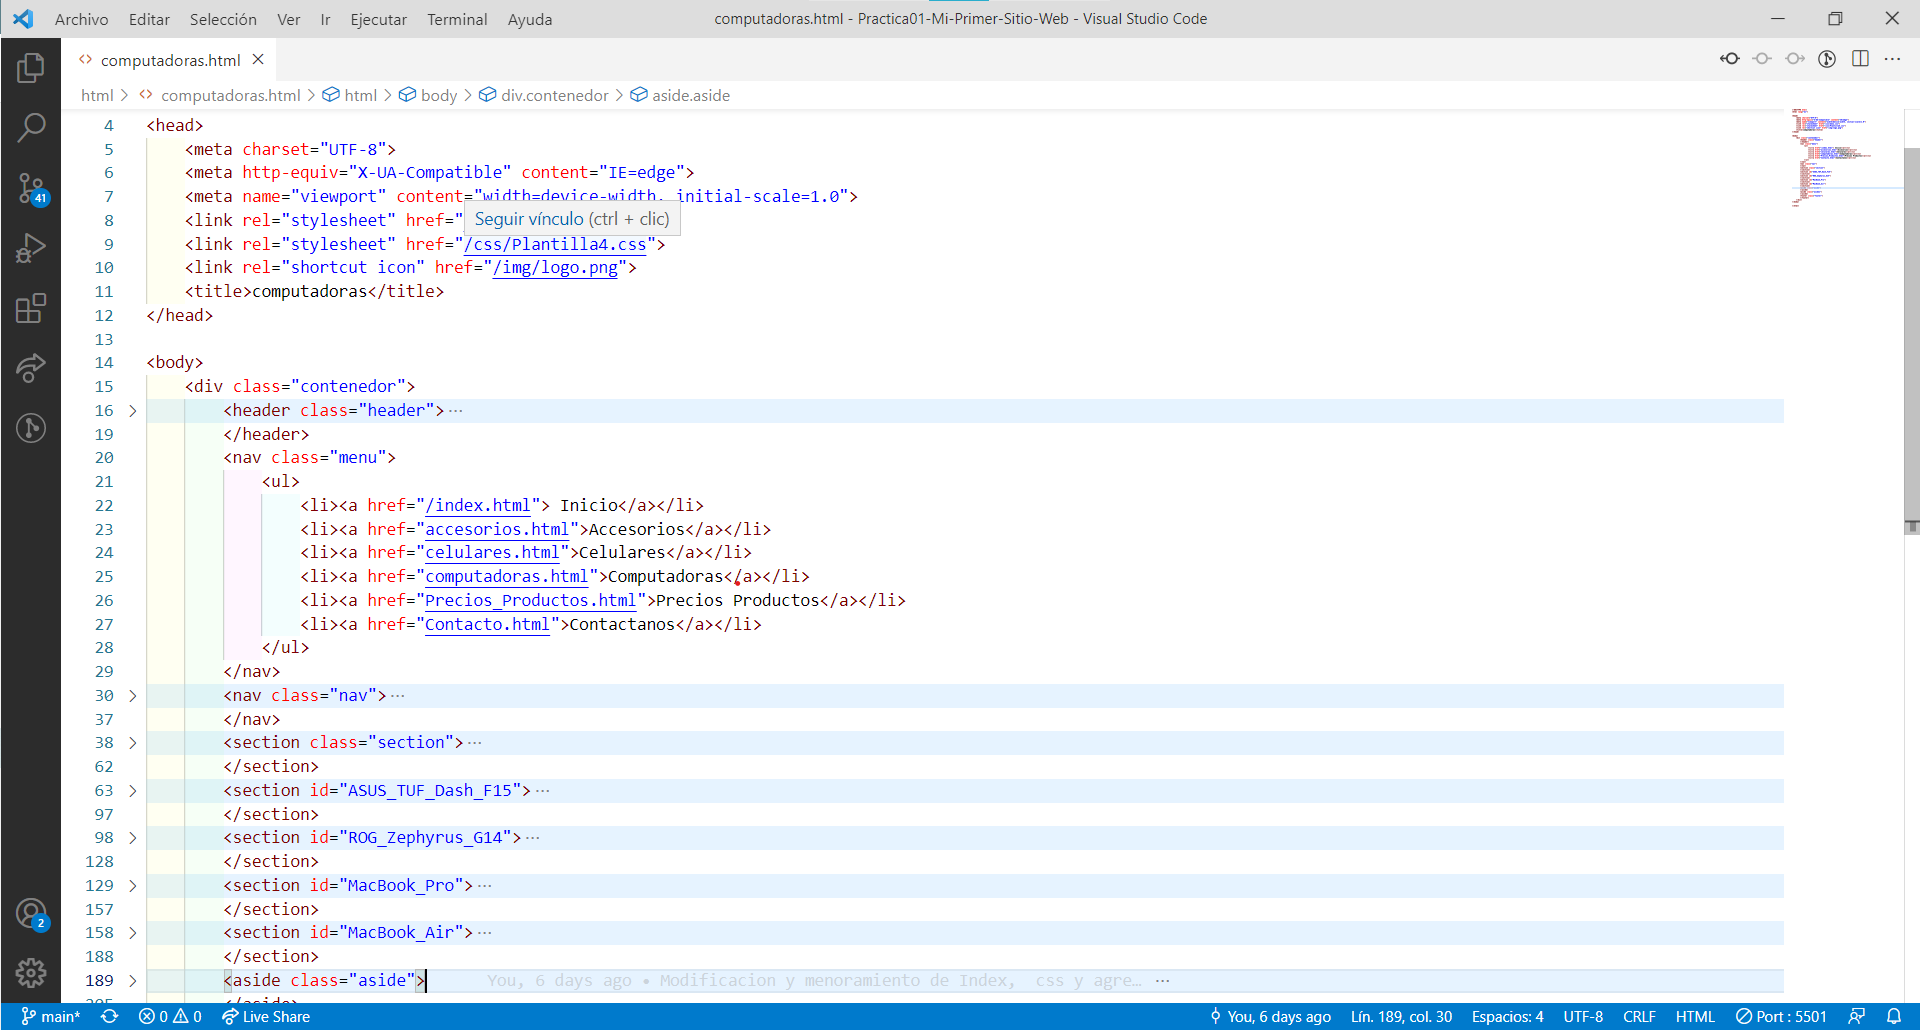 Archivo Editar Selección Ver Ir Ejecutar Terminal Ayuda computadoras.html - Practica01-Mi-Primer-Sitio-Web - Visual Studio Code
computadoras.html
html > computadoras.html > html > body > div.contenedor > aside.aside
4 <head>
5 <meta charset="UTF-8">
6 <meta http-equiv="X-UA-Compatible" content="IE=edge">
7 <meta name="viewport" content="width=device-width, initial-scale=1.0">
8 <link rel="stylesheet" href="
Seguir vínculo (ctrl + clic)
9 <link rel="stylesheet" href="/css/Plantilla4.css">
10 <link rel="shortcut icon" href="/img/logo.png">
11 <title>computadoras</title>
12 </head>
13
14 <body>
15 <div class="contenedor">
16 <header class="header">···
19 </header>
20 <nav class="menu">
21 <ul>
22 <li><a href="/index.html"> Inicio</a></li>
23 <li><a href="accesorios.html">Accesorios</a></li>
24 <li><a href="celulares.html">Celulares</a></li>
25 <li><a href="computadoras.html">Computadoras</a></li>
26 <li><a href="Precios_Productos.html">Precios Productos</a></li>
27 <li><a href="Contacto.html">Contactanos</a></li>
28 </ul>
29 </nav>
30 <nav class="nav">···
37 </nav>
38 <section class="section">···
62 </section>
63 <section id="ASUS_TUF_Dash_F15">···
97 </section>
98 <section id="ROG_Zephyrus_G14">···
128 </section>
129 <section id="MacBook_Pro">···
157 </section>
158 <section id="MacBook_Air">···
188 </section>
189 <aside class="aside"> You, 6 days ago • Modificacion y menoramiento de Index, css y agre… ···
</aside>
41
2
main* 0 0 Live Share You, 6 days ago Lín. 189, col. 30 Espacios: 4 UTF-8 CRLF HTML Port : 5501